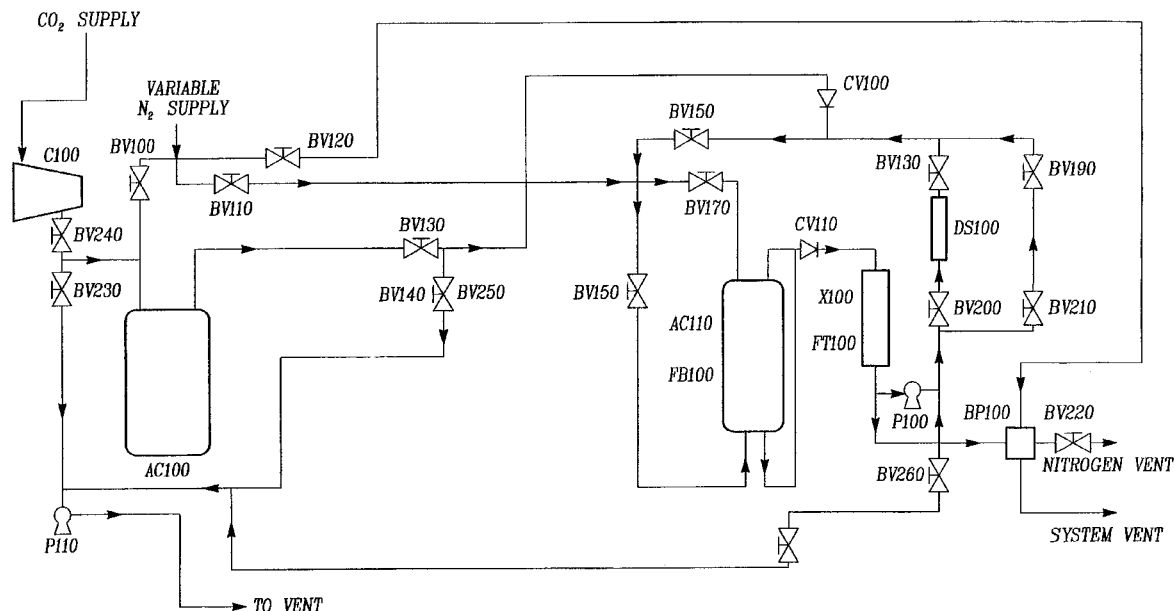 CO₂ SUPPLY
VARIABLE
N₂ SUPPLY
CV100
BV150
BV120
C100
BV100
BV130
BV190
BV110
BV170
BV130
CV110
DS100
BV240
BV230
BV140
BV250
BV150
AC110
X100
BV200
BV210
FB100
FT100
P100
BP100
BV220
AC100
NITROGEN VENT
BV260
SYSTEM VENT
P110
TO VENT